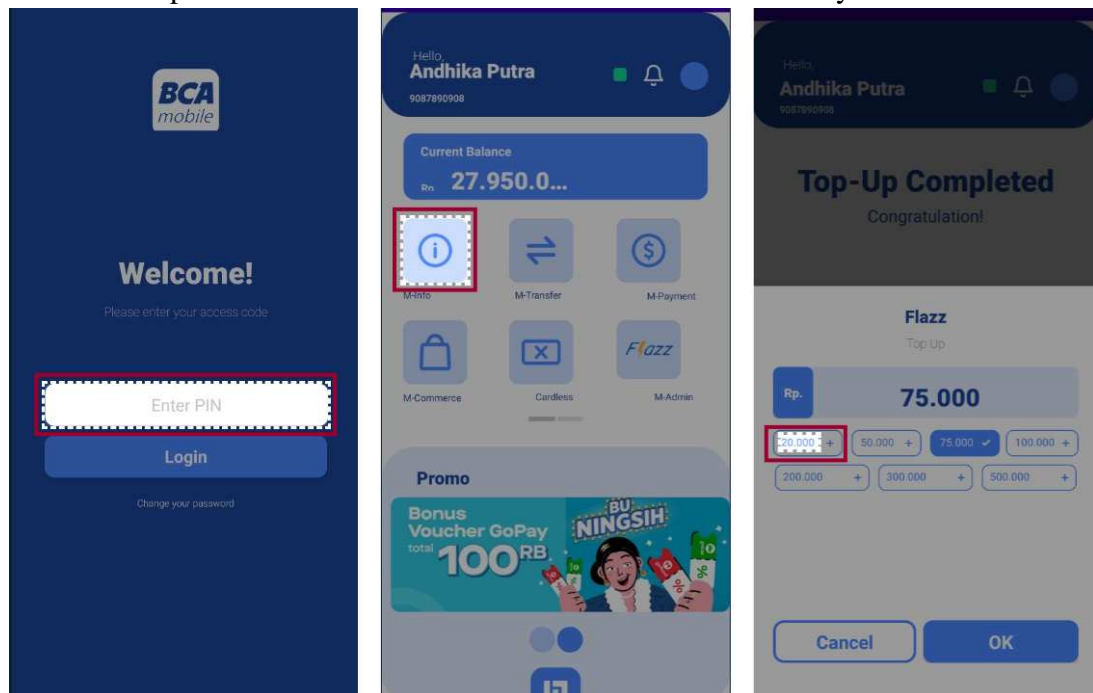 BCA
mobile
Welcome!
Please enter your access code
Enter PIN
Login
Change your password
Hello,
Andhika Putra
9087890908
Current Balance
27.950.0...
M-Info
M-Transfer
M-Payment
Flazz
M-Commerce
Cardless
M-Admin
Promo
Bonus
Voucher GoPay
total 100 RB
BU
NINGSIH
Hello,
Andhika Putra
9087890908
Top-Up Completed
Congratulation!
Flazz
Top Up
Rp. 75.000
20.000 +
50.000 +
75.000
100.000 +
200.000 +
300.000 +
500.000 +
Cancel
OK